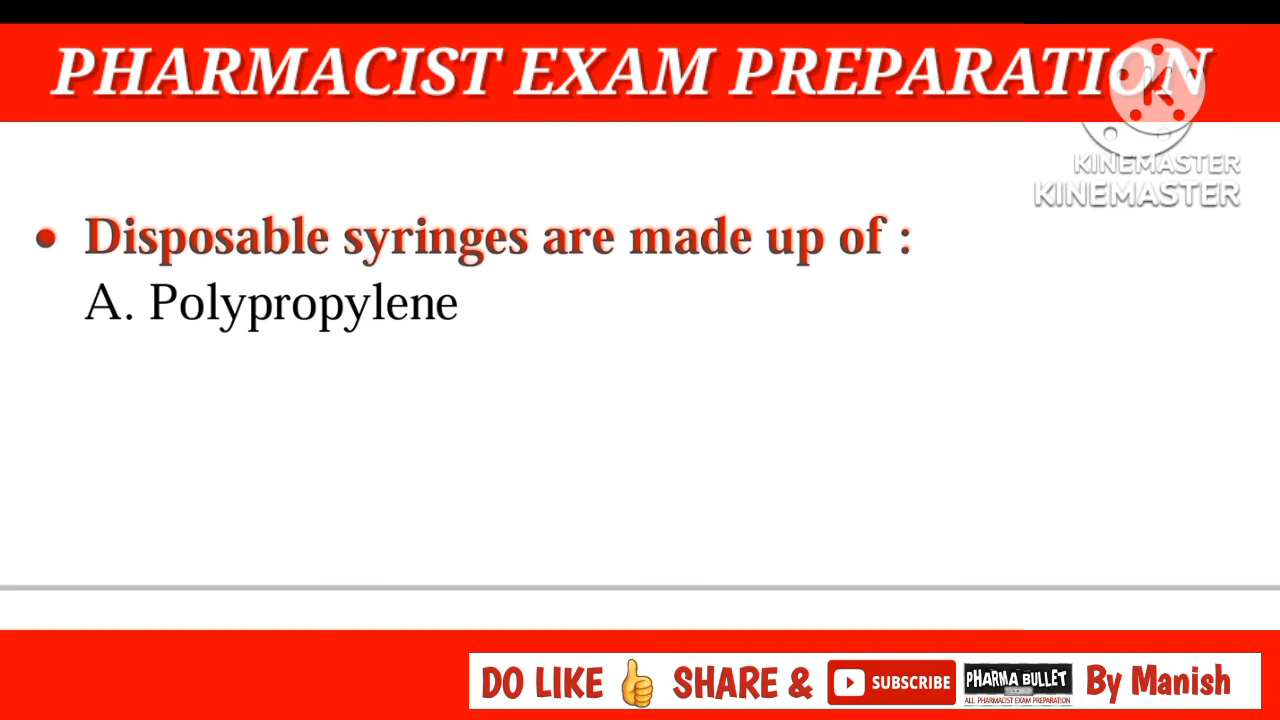 PHARMACIST EXAM PREPARATION
KINEMASTER
KINEMASTER
• Disposable syringes are made up of :
A. Polypropylene
DO LIKE 👍 SHARE & SUBSCRIBE PHARMA BULLET By Manish
ALL PHARMACIST EXAM PREPARATION